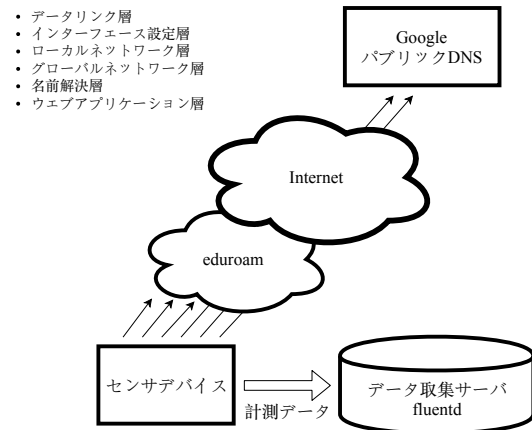 • データリンク層
• インターフェース設定層
• ローカルネットワーク層
• グローバルネットワーク層
• 名前解決層
• ウェブアプリケーション層
Google
パブリックDNS
Internet
eduroam
センサデバイス
計測データ
データ取集サーバ
fluentd